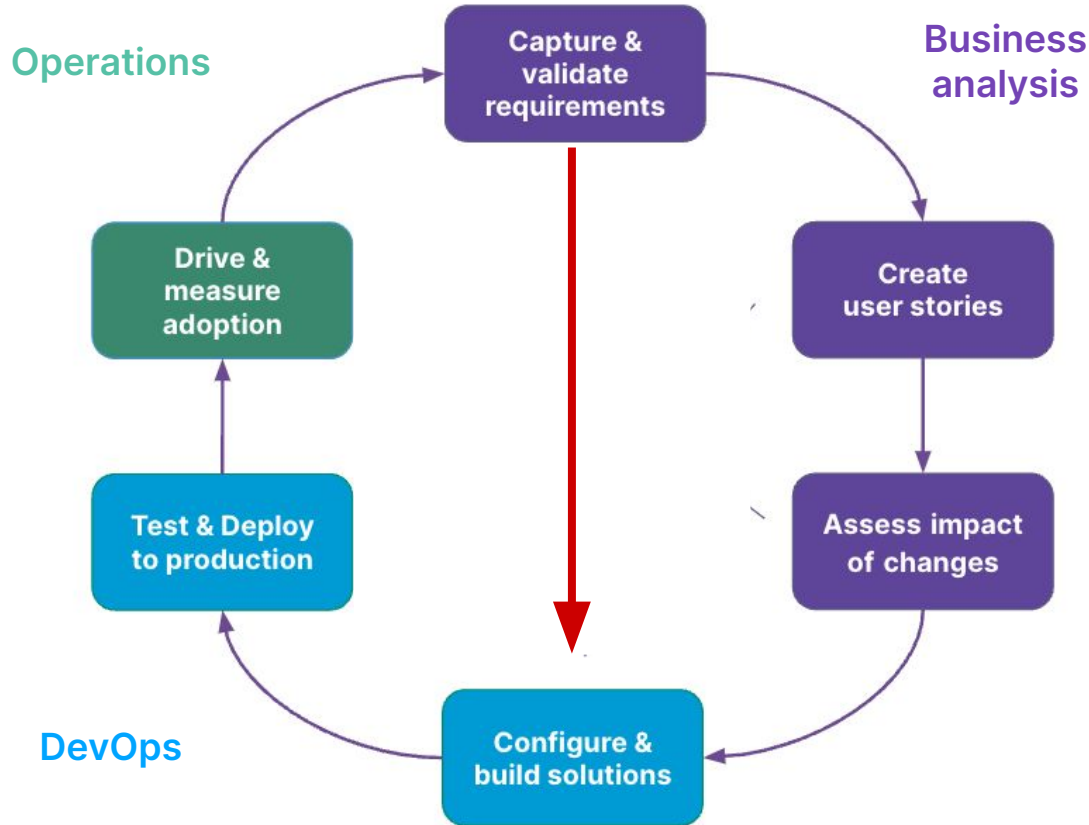 Operations
Capture &
validate
requirements
Business
analysis
Drive &
measure
adoption
Create
user stories
Test & Deploy
to production
Assess impact
of changes
DevOps
Configure &
build solutions